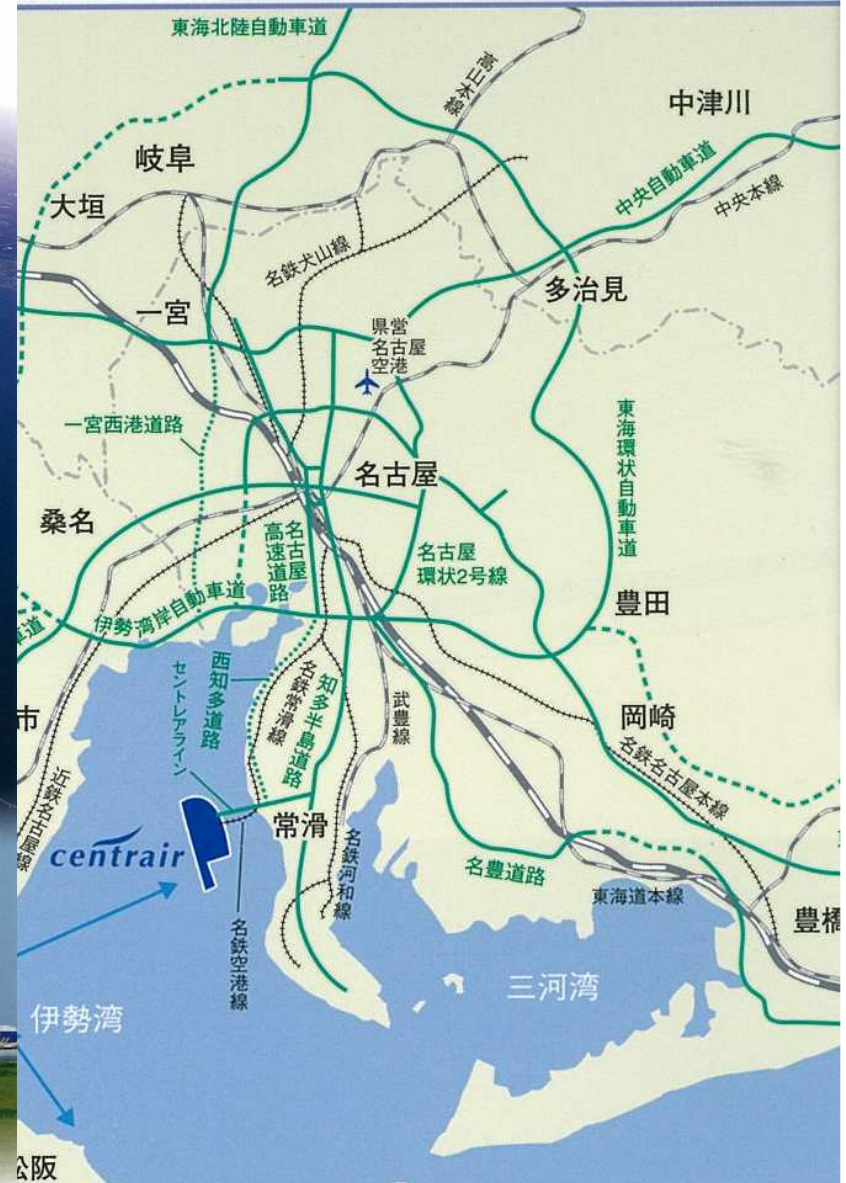 東海北陸自動車道
高山本線
中津川
岐阜
中央自動車道
大垣
中央本線
名鉄犬山線
多治見
一宮
県営
名古屋
空港
一宮西港道路
東海環状自動車道
名古屋
桑名
名古屋
高速道路
名古屋
環状2号線
豊田
伊勢湾岸自動車道
車道
西知多道路
セントレアライン
名鉄常滑線
知多半島道路
武豊線
市
岡崎
名鉄名古屋本線
近鉄名古屋線
centrair
常滑
名鉄河和線
名豊道路
東海道本線
豊橋
名鉄空港線
三河湾
伊勢湾
松阪